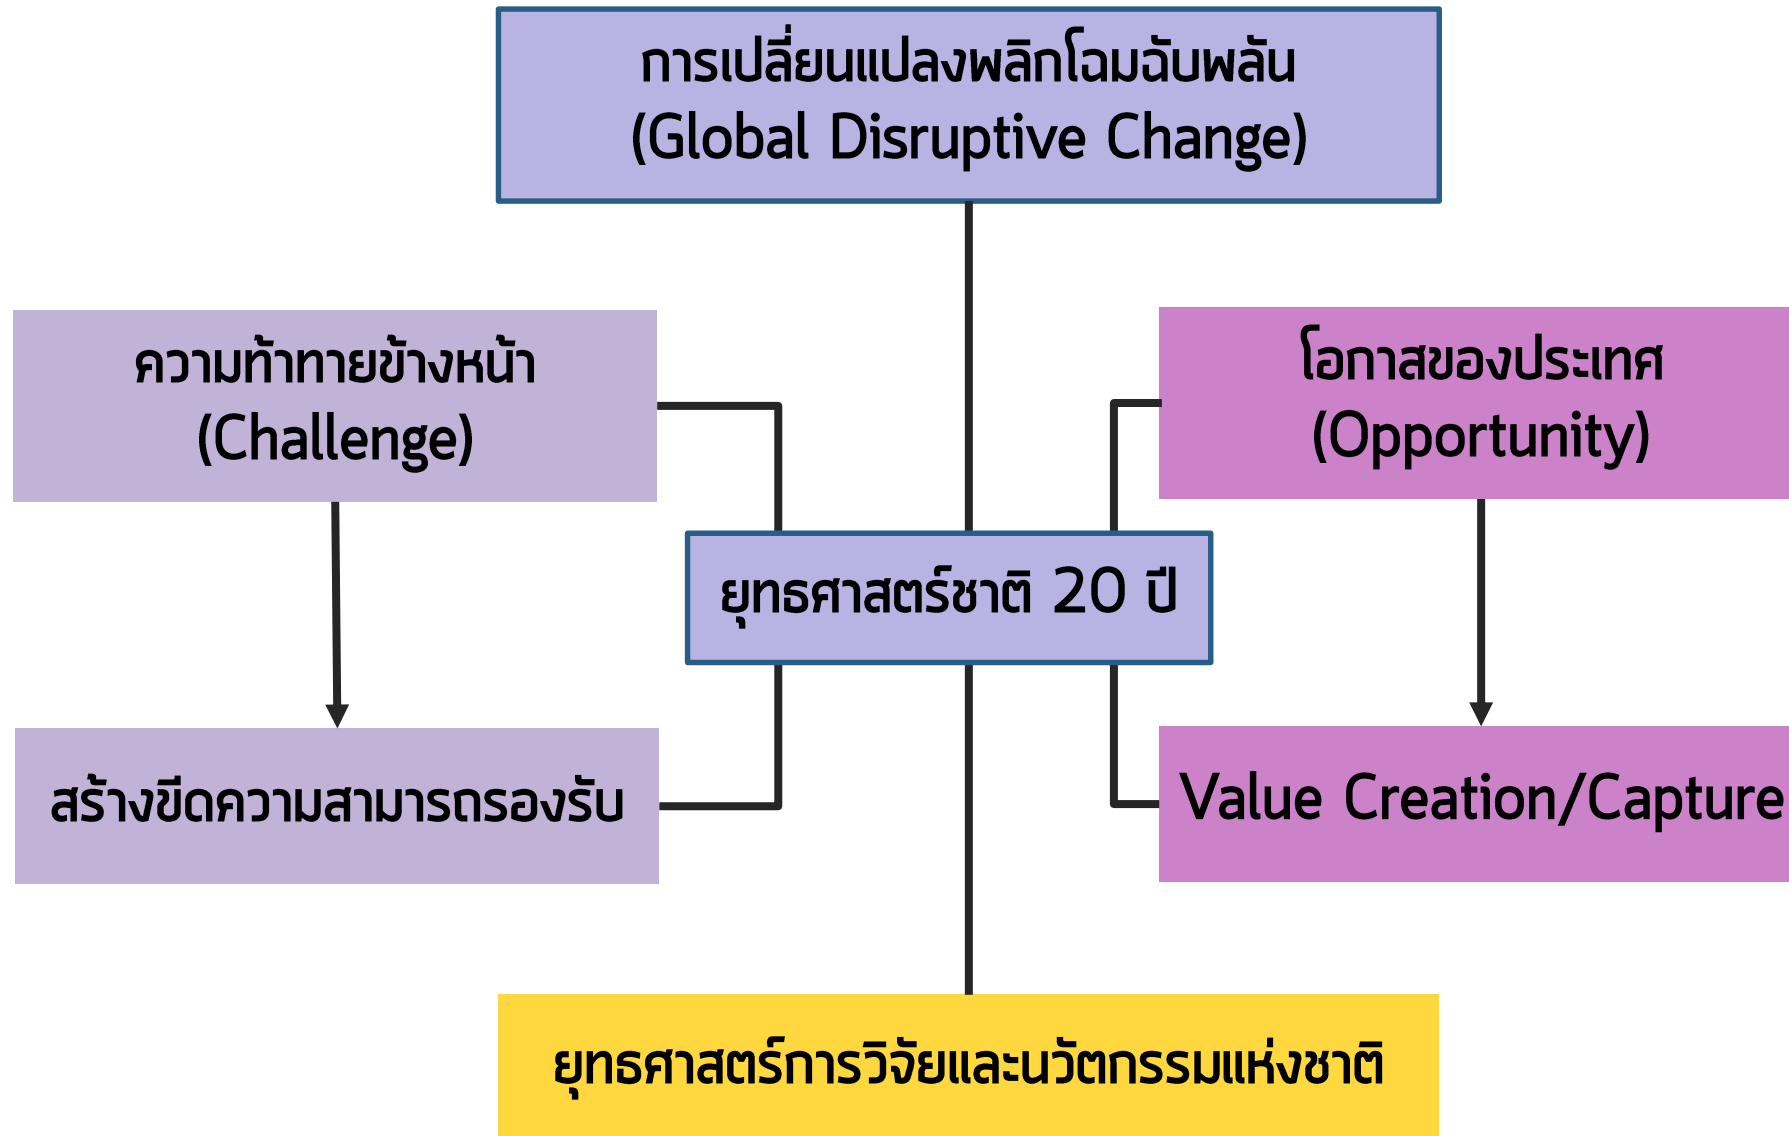 การเปลี่ยนแปลงพลิกโฉมฉับพลัน
(Global Disruptive Change)
ความท้าทายข้างหน้า
(Challenge)
โอกาสของประเทศ
(Opportunity)
ยุทธศาสตร์ชาติ 20 ปี
สร้างขีดความสามารถรองรับ
Value Creation/Capture
ยุทธศาสตร์การวิจัยและนวัตกรรมแห่งชาติ